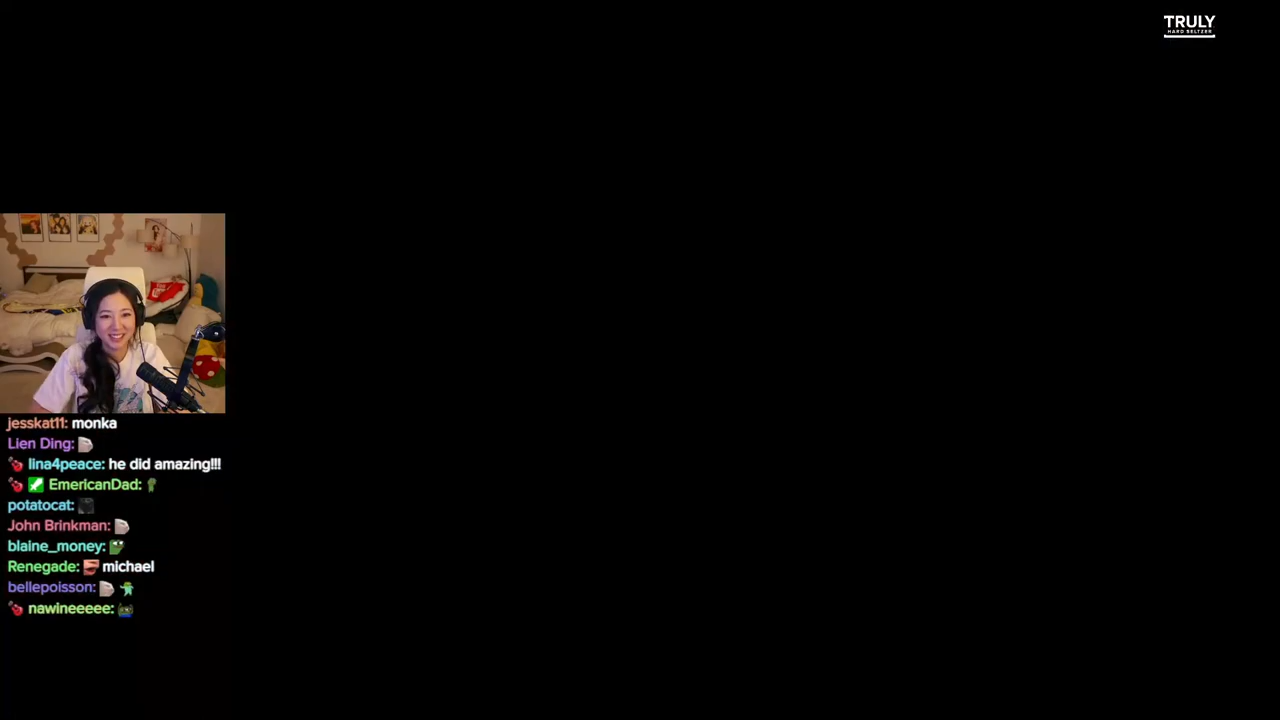 TRULY
HARD SELTZER
jesskat11: monka
Lien Ding:
lina4peace: he did amazing!!!
EmericanDad:
potatocat:
John Brinkman:
blaine_money:
Renegade: michael
bellepoisson:
nawineeeee: